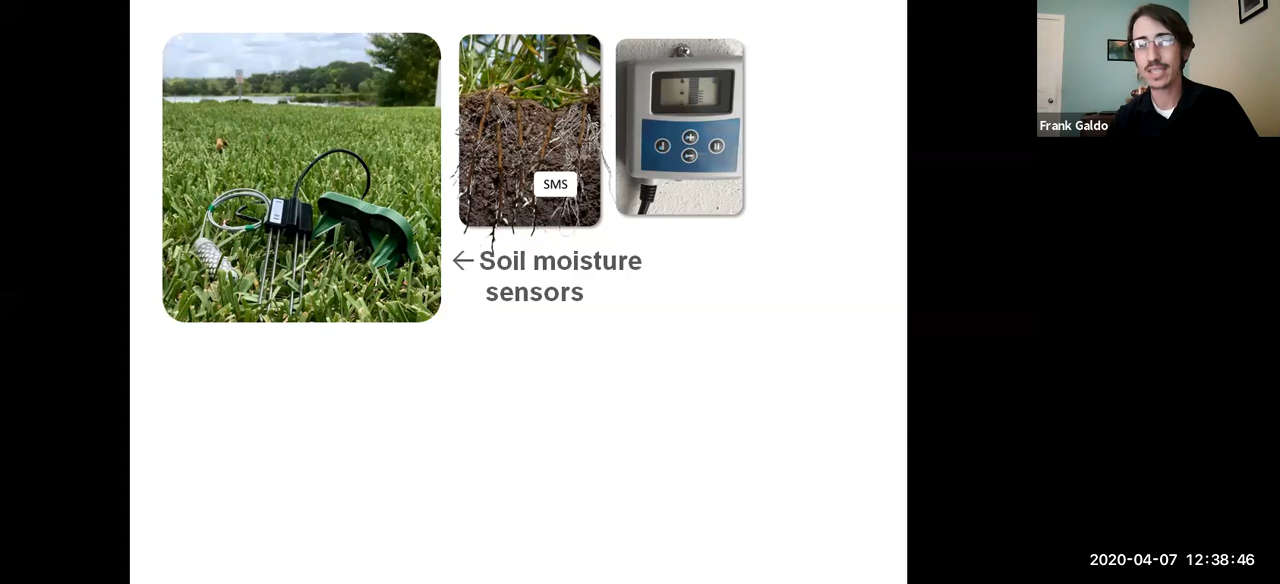 SMS
← Soil moisture
sensors
Frank Galdo
2020-04-07 12:38:46